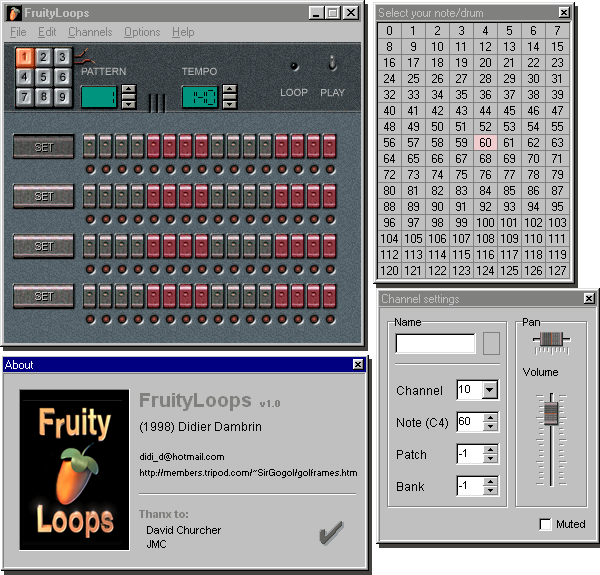 FruityLoops
File Edit Channels Options Help
1 2 3
4 5 6
7 8 9
PATTERN
1
TEMPO
140
LOOP PLAY
SET
SET
SET
SET
Select your note/drum
0 1 2 3 4 5 6 7
8 9 10 11 12 13 14 15
16 17 18 19 20 21 22 23
24 25 26 27 28 29 30 31
32 33 34 35 36 37 38 39
40 41 42 43 44 45 46 47
48 49 50 51 52 53 54 55
56 57 58 59 60 61 62 63
64 65 66 67 68 69 70 71
72 73 74 75 76 77 78 79
80 81 82 83 84 85 86 87
88 89 90 91 92 93 94 95
96 97 98 99 100 101 102 103
104 105 106 107 108 109 110 111
112 113 114 115 116 117 118 119
120 121 122 123 124 125 126 127
About
Fruity
Loops
FruityLoops v1.0
(1998) Didier Dambrin
didi_d@hotmail.com
http://members.tripod.com/~SirGogol/golframes.htm
Thanx to:
David Churcher
JMC
Channel settings
Name
Channel 10
Note (C4) 60
Patch -1
Bank -1
Pan
Volume
Muted